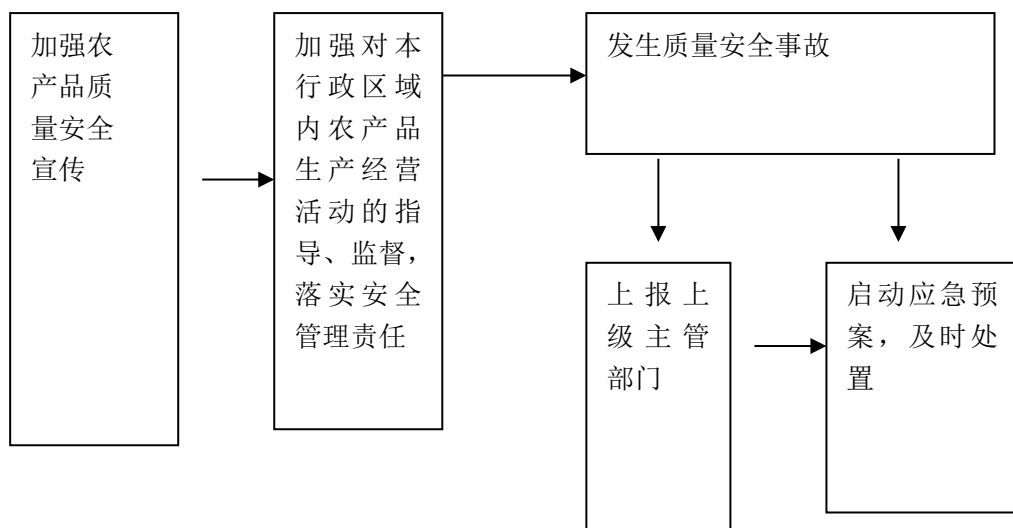 加强农
产品质
量安全
宣传
加强对本
行政区域
内农产品
生产经营
活动的指
导、监督，
落实安全
管理责任
发生质量安全事故
上报上
级主管
部门
启动应急预
案，及时处
置